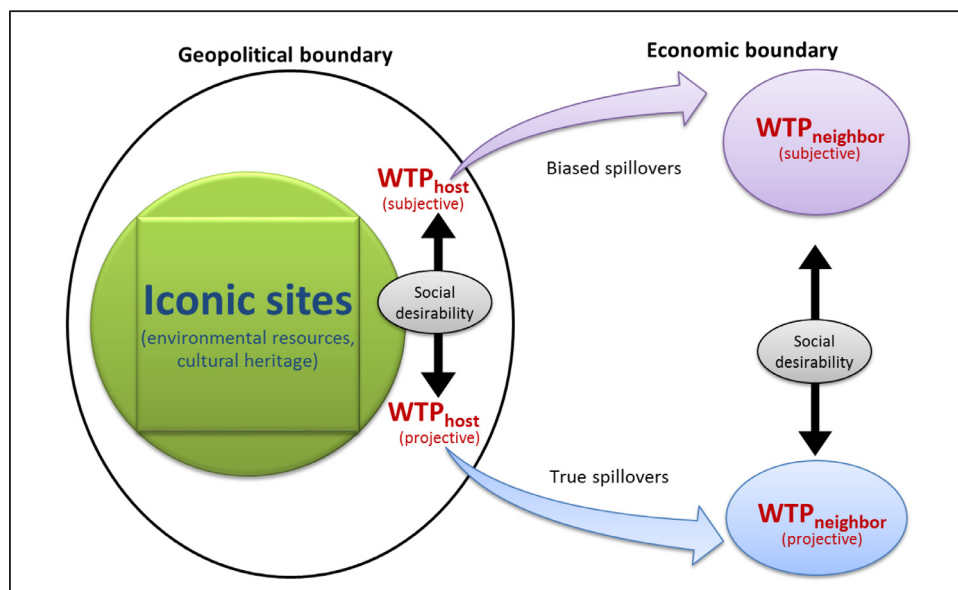 Geopolitical boundary
Economic boundary
WTPhost
(subjective)
Biased spillovers
WTPneighbor
(subjective)
Iconic sites
(environmental resources,
cultural heritage)
Social
desirability
Social
desirability
WTPhost
(projective)
True spillovers
WTPneighbor
(projective)